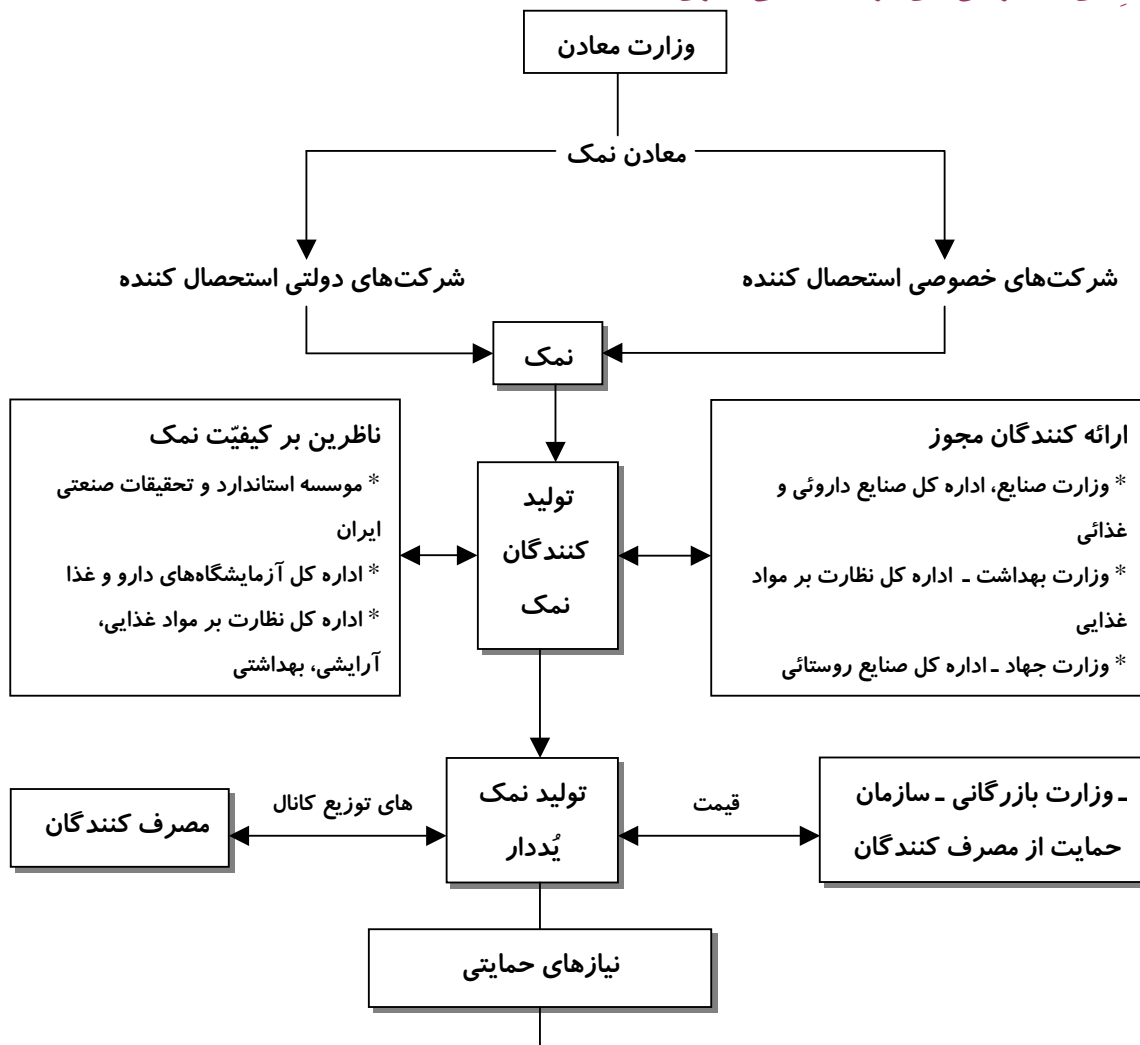 وزارت معادن
معادن نمک
شرکت‌های خصوصی استحصال کننده
شرکت‌های دولتی استحصال کننده
نمک
ارائه کنندگان مجوز
* وزارت صنایع، اداره کل صنایع داروئی و
غذائی
* وزارت بهداشت ـ اداره کل نظارت بر مواد
غذایی
* وزارت جهاد ـ اداره کل صنایع روستائی
تولید
کنندگان
نمک
ناظرین بر کیفیّت نمک
* موسسه استاندارد و تحقیقات صنعتی
ایران
* اداره کل آزمایشگاه‌های دارو و غذا
* اداره کل نظارت بر مواد غذایی،
آرایشی، بهداشتی
ـ وزارت بازرگانی ـ سازمان
حمایت از مصرف کنندگان
قیمت
تولید نمک
یُددار
های توزیع کانال
مصرف کنندگان
نیازهای حمایتی